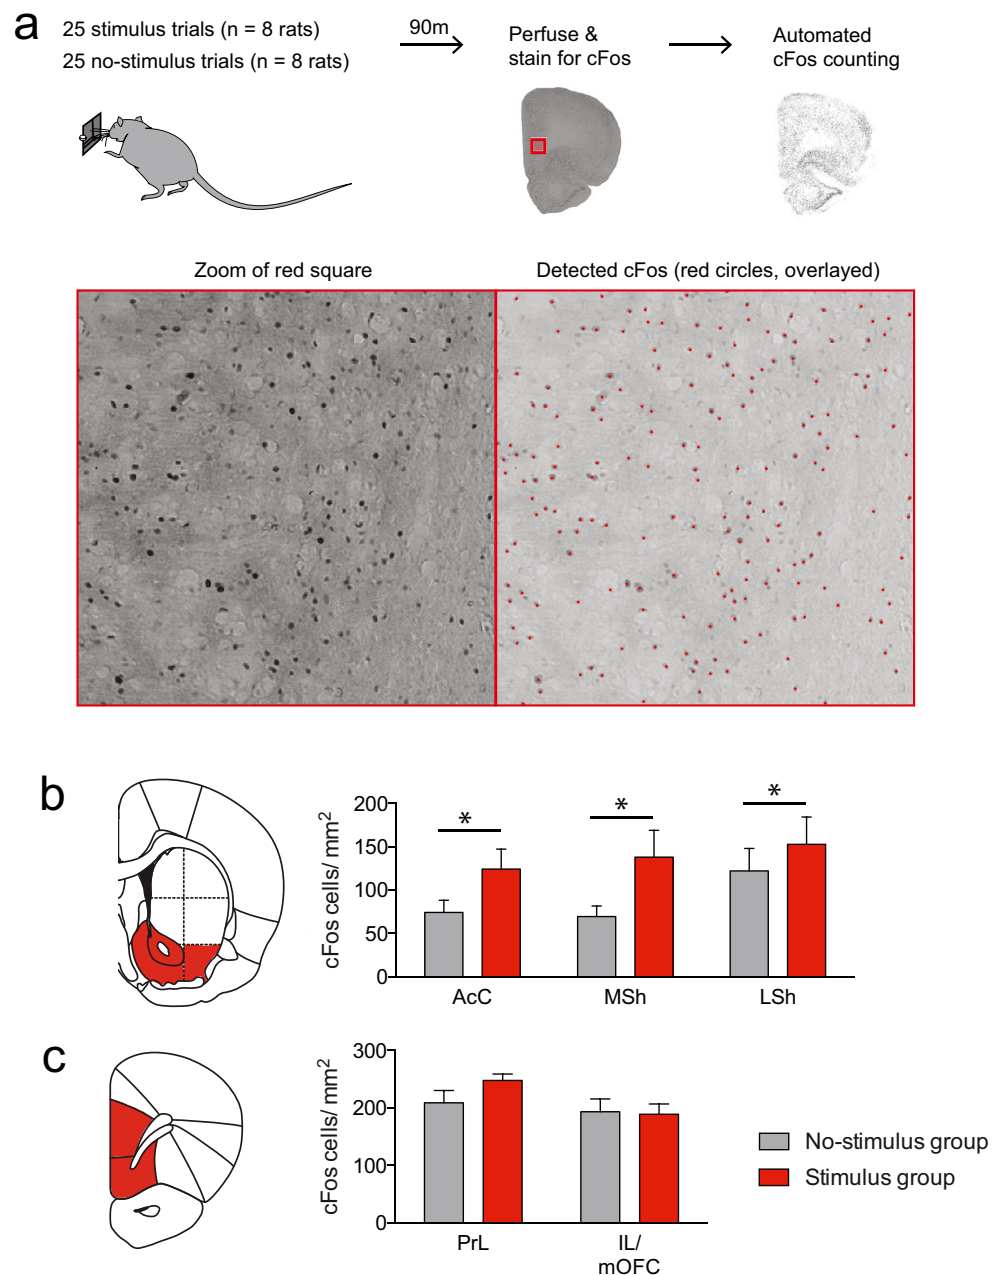 a
25 stimulus trials (n = 8 rats)
25 no-stimulus trials (n = 8 rats)
90m
Perfuse &
stain for cFos
Automated
cFos counting
Zoom of red square
Detected cFos (red circles, overlayed)
b
cFos cells/ mm²
200
150
100
50
0
*
*
*
AcC
MSh
LSh
c
cFos cells/ mm²
300
200
100
0
PrL
IL/
mOFC
No-stimulus group
Stimulus group